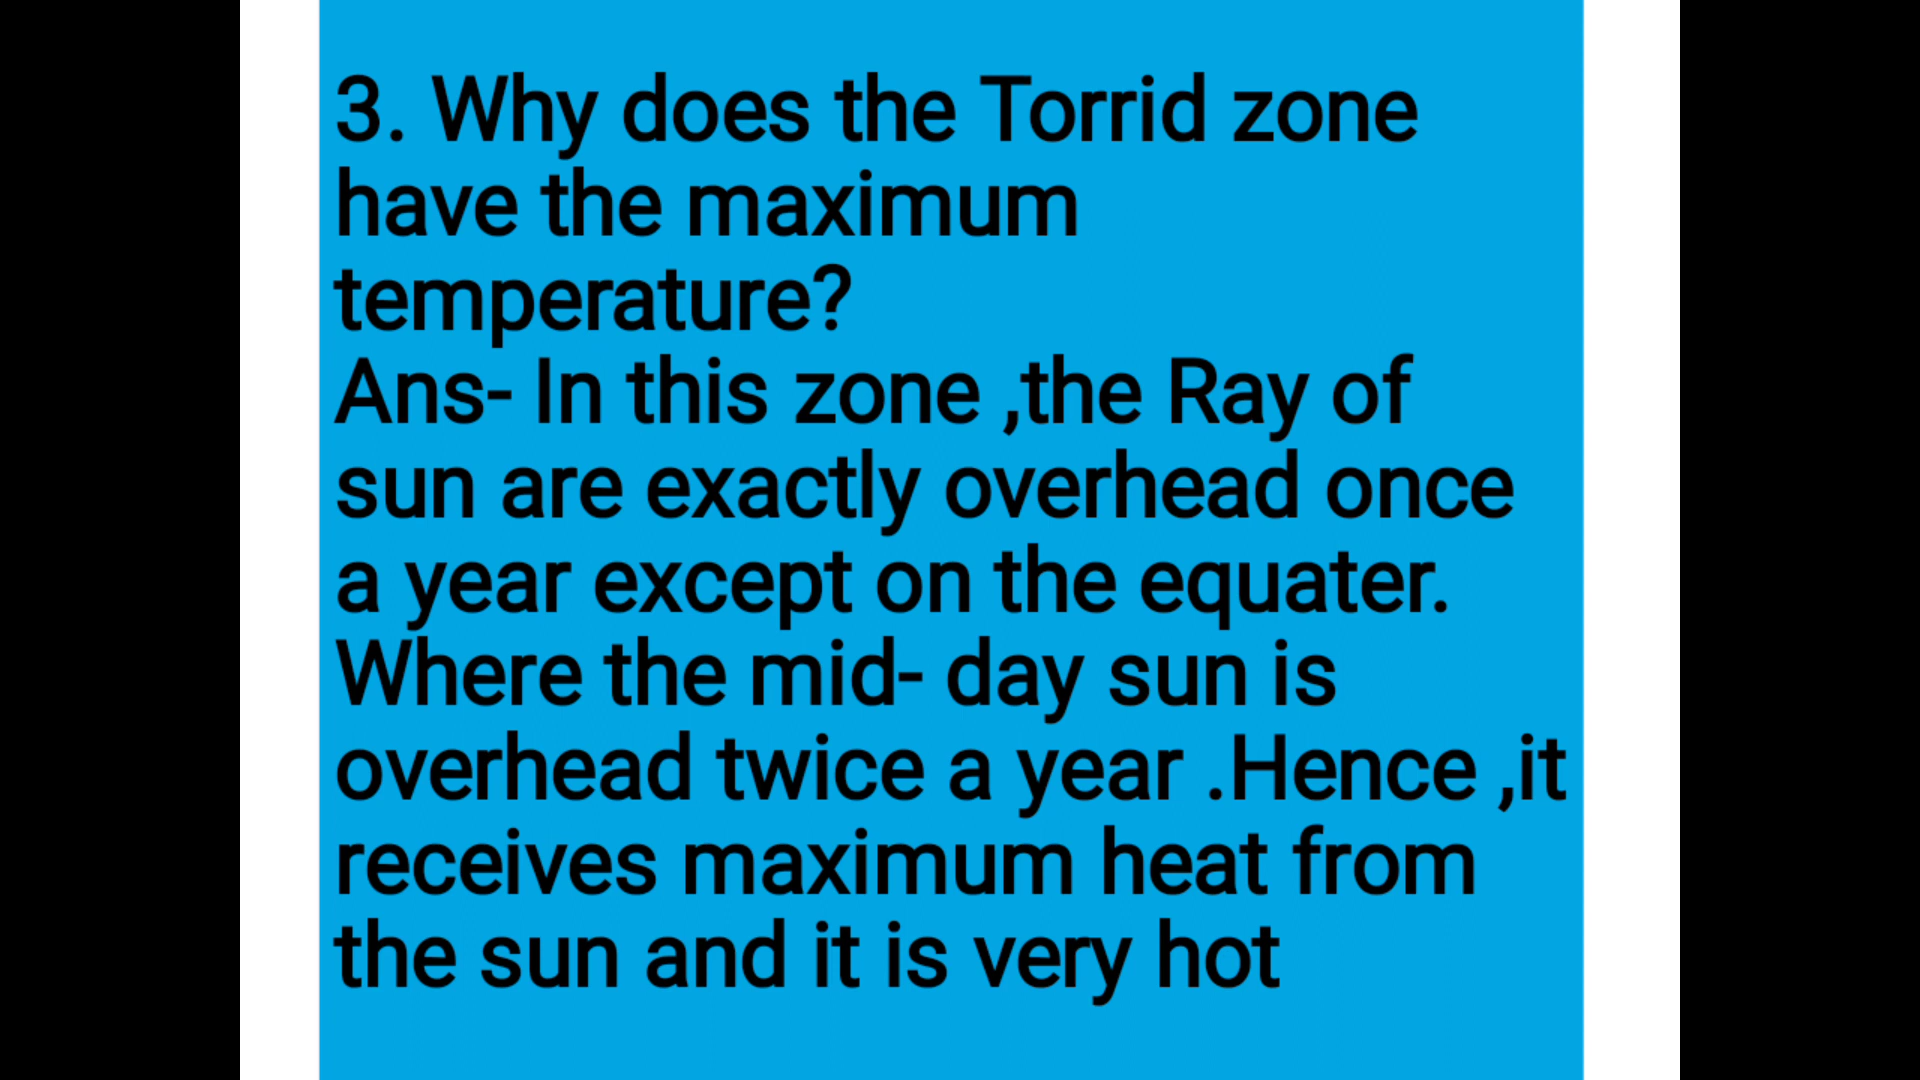 3. Why does the Torrid zone
have the maximum
temperature?
Ans- In this zone ,the Ray of
sun are exactly overhead once
a year except on the equater.
Where the mid- day sun is
overhead twice a year .Hence ,it
receives maximum heat from
the sun and it is very hot